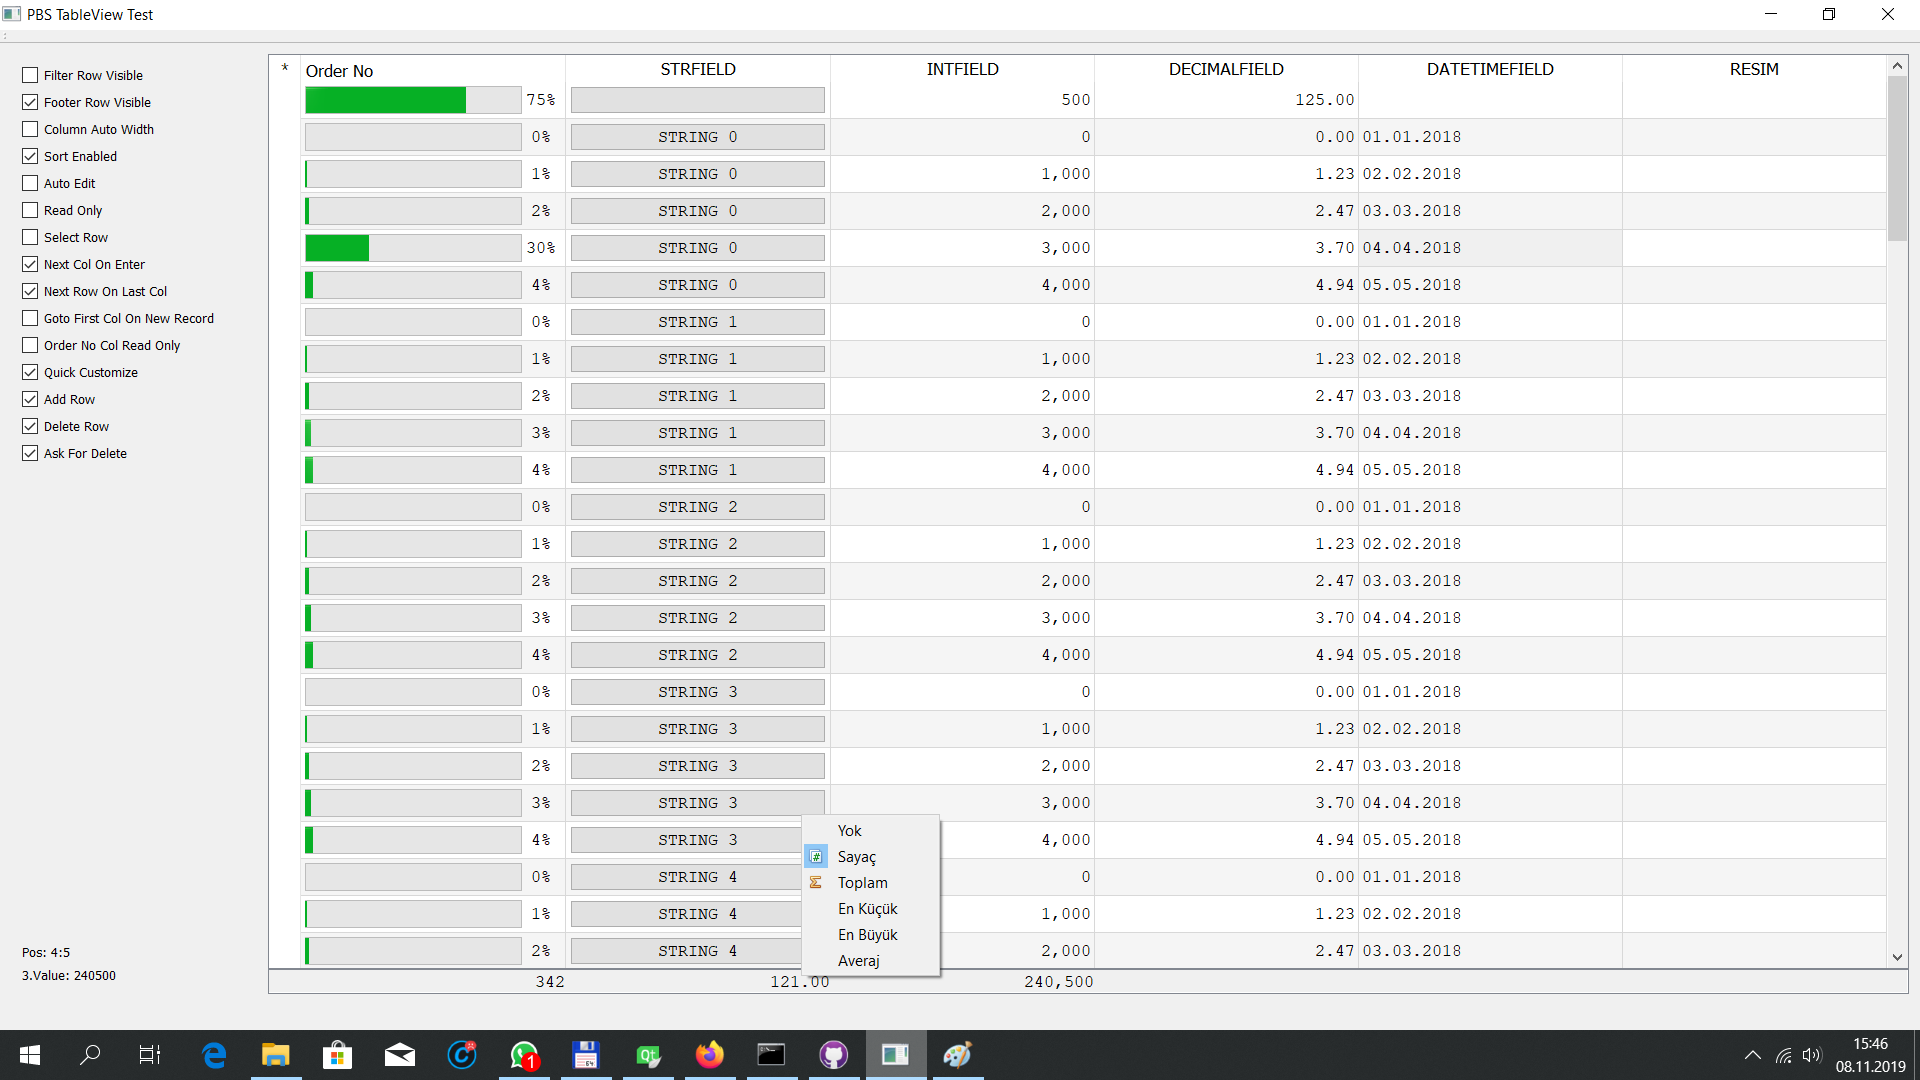 PBS TableView Test
Filter Row Visible
Footer Row Visible
Column Auto Width
Sort Enabled
Auto Edit
Read Only
Select Row
Next Col On Enter
Next Row On Last Col
Goto First Col On New Record
Order No Col Read Only
Quick Customize
Add Row
Delete Row
Ask For Delete
Pos: 4:5
3.Value: 240500
* Order No STRFIELD INTFIELD DECIMALFIELD DATETIMEFIELD RESIM
75% 500 125.00
0% STRING 0 0 0.00 01.01.2018
1% STRING 0 1,000 1.23 02.02.2018
2% STRING 0 2,000 2.47 03.03.2018
30% STRING 0 3,000 3.70 04.04.2018
4% STRING 0 4,000 4.94 05.05.2018
0% STRING 1 0 0.00 01.01.2018
1% STRING 1 1,000 1.23 02.02.2018
2% STRING 1 2,000 2.47 03.03.2018
3% STRING 1 3,000 3.70 04.04.2018
4% STRING 1 4,000 4.94 05.05.2018
0% STRING 2 0 0.00 01.01.2018
1% STRING 2 1,000 1.23 02.02.2018
2% STRING 2 2,000 2.47 03.03.2018
3% STRING 2 3,000 3.70 04.04.2018
4% STRING 2 4,000 4.94 05.05.2018
0% STRING 3 0 0.00 01.01.2018
1% STRING 3 1,000 1.23 02.02.2018
2% STRING 3 2,000 2.47 03.03.2018
3% STRING 3 3,000 3.70 04.04.2018
4% STRING 3 4,000 4.94 05.05.2018
0% STRING 4 0 0.00 01.01.2018
1% STRING 4 1,000 1.23 02.02.2018
2% STRING 4 2,000 2.47 03.03.2018
342 121.00 240,500
Yok
Sayaç
Toplam
En Küçük
En Büyük
Averaj
1
64
Qt
15:46
08.11.2019